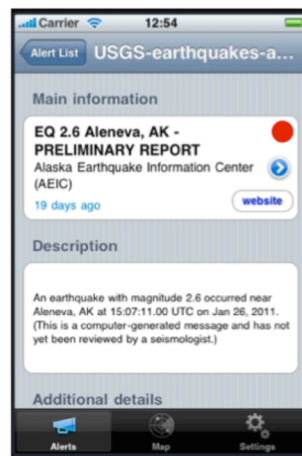 Carrier 12:54
Alert List USGS-earthquakes-a...
Main information
EQ 2.6 Aleneva, AK -
PRELIMINARY REPORT
Alaska Earthquake Information Center
(AEIC)
19 days ago website
Description
An earthquake with magnitude 2.6 occurred near
Aleneva, AK at 15:07:11.00 UTC on Jan 26, 2011.
(This is a computer-generated message and has not
yet been reviewed by a seismologist.)
Additional details
Alerts Map Settings